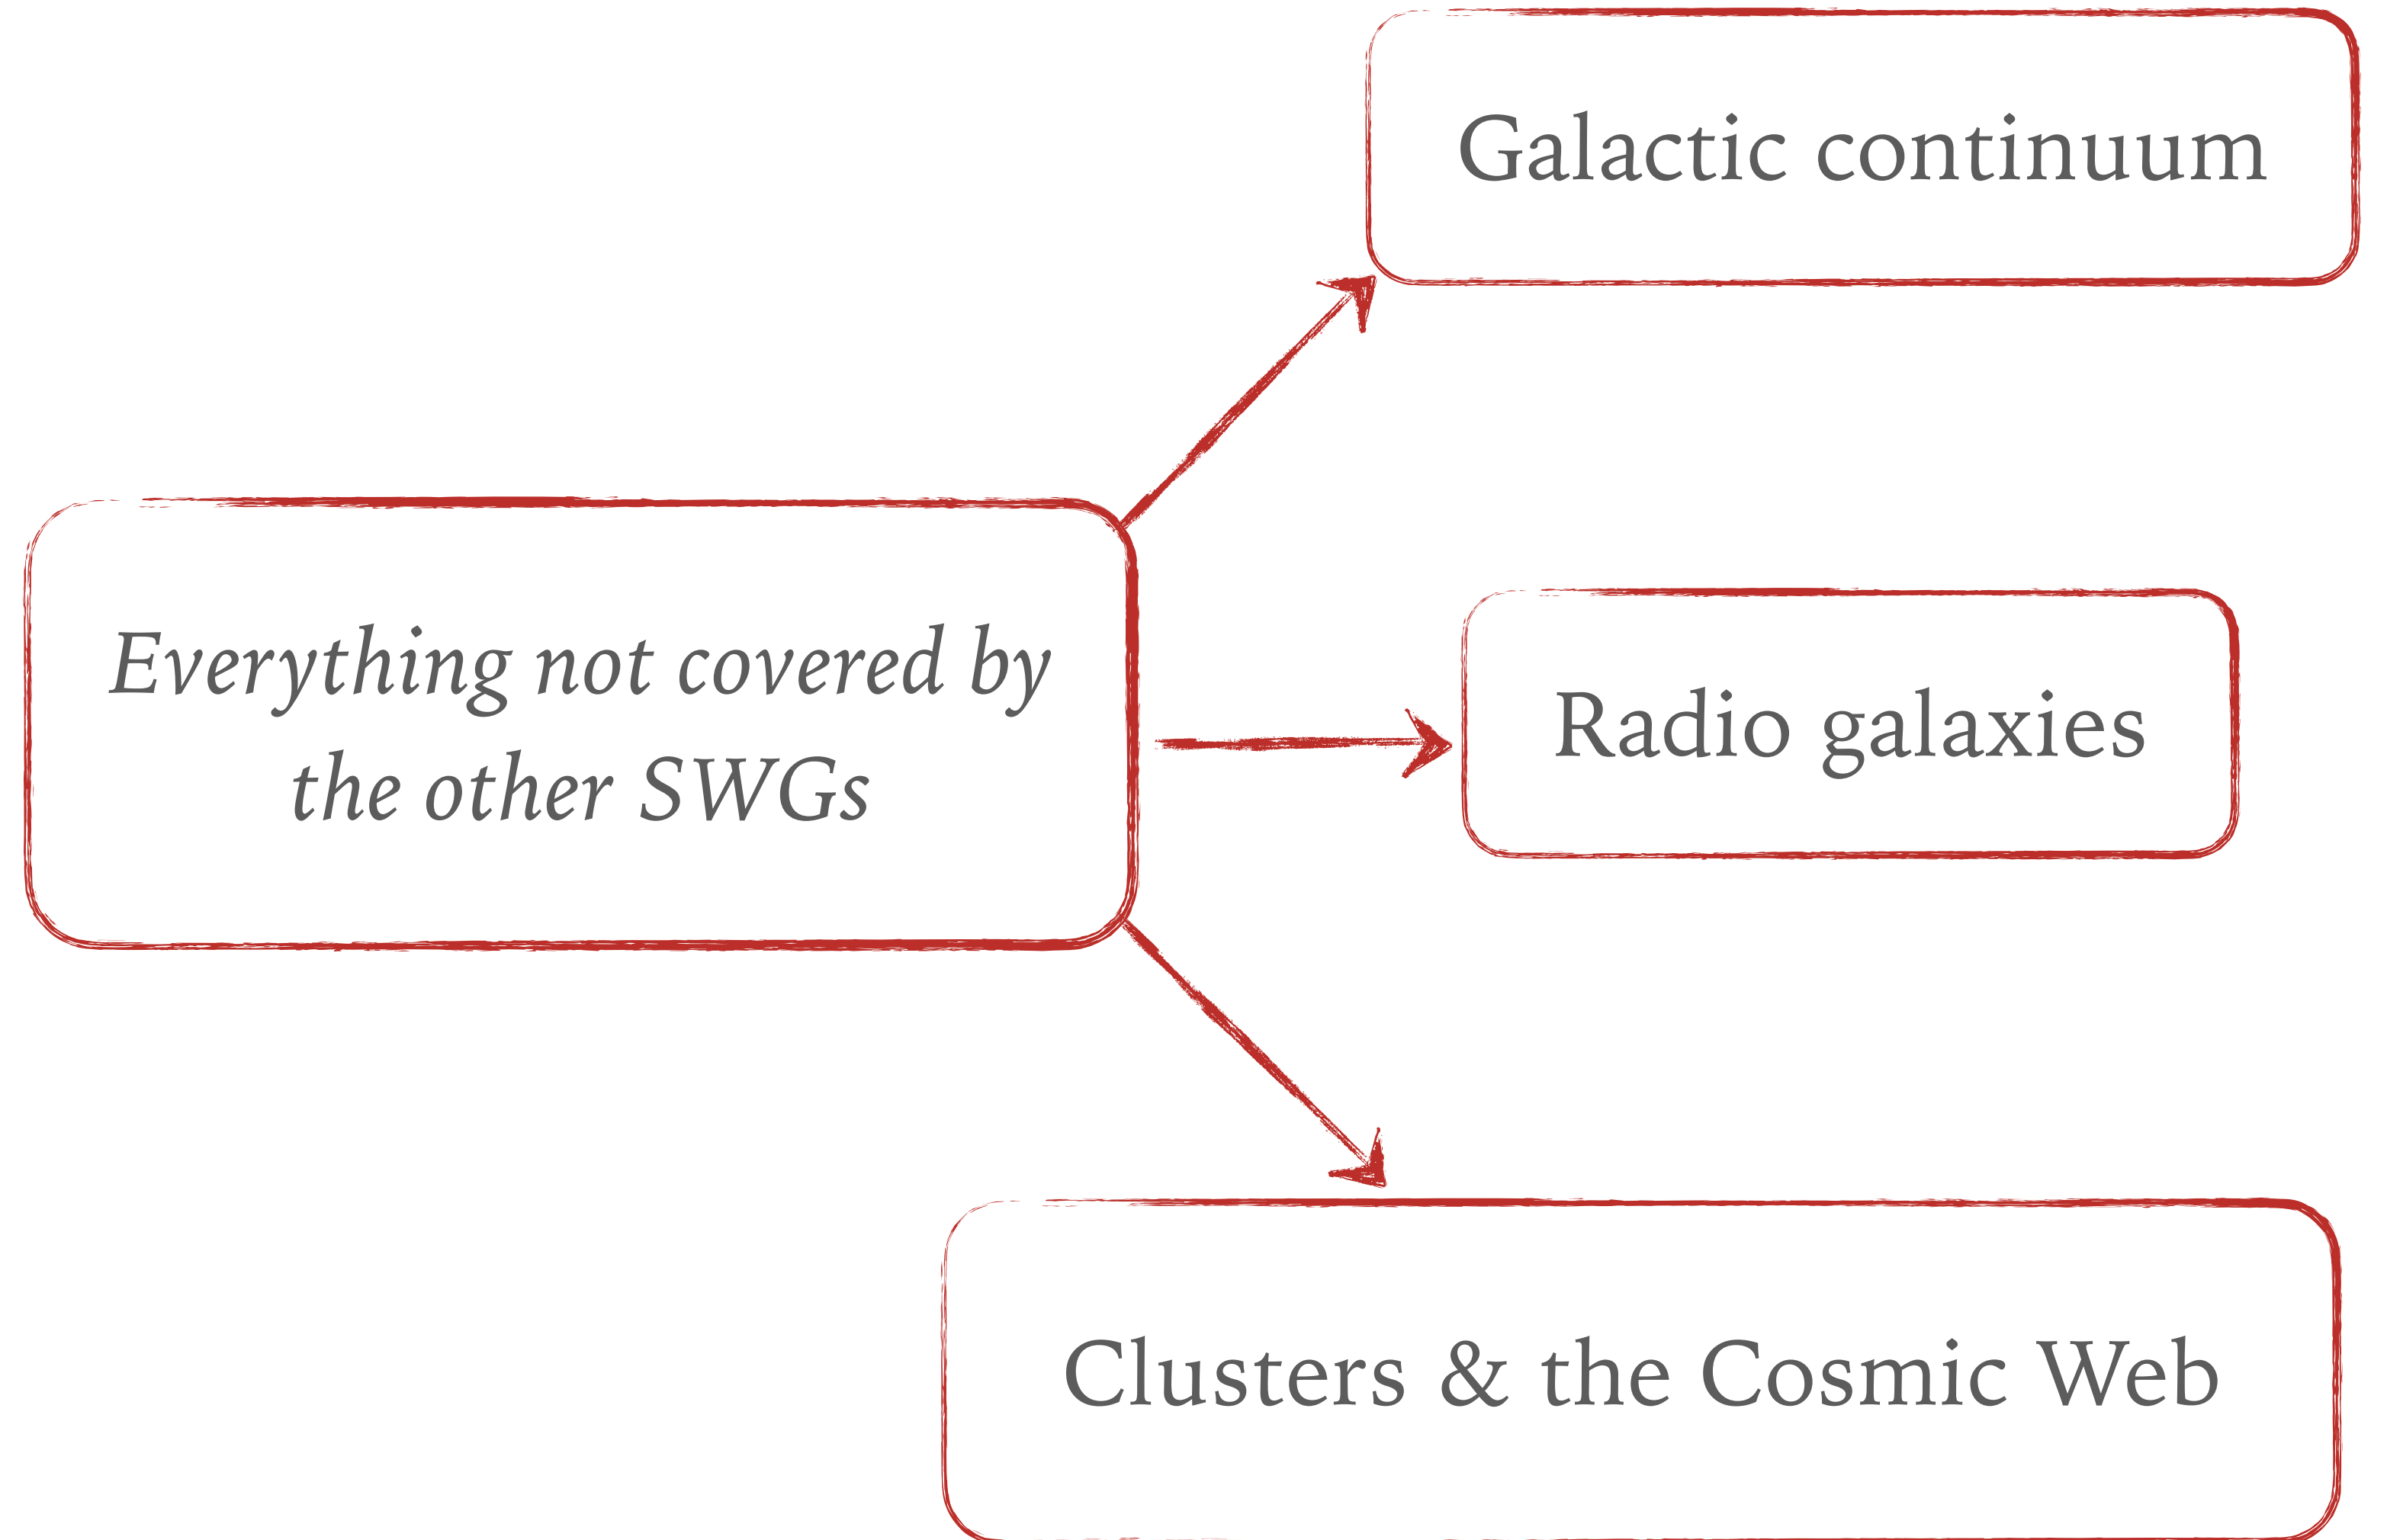 Galactic continuum
Everything not covered by
the other SWGs
Radio galaxies
Clusters & the Cosmic Web